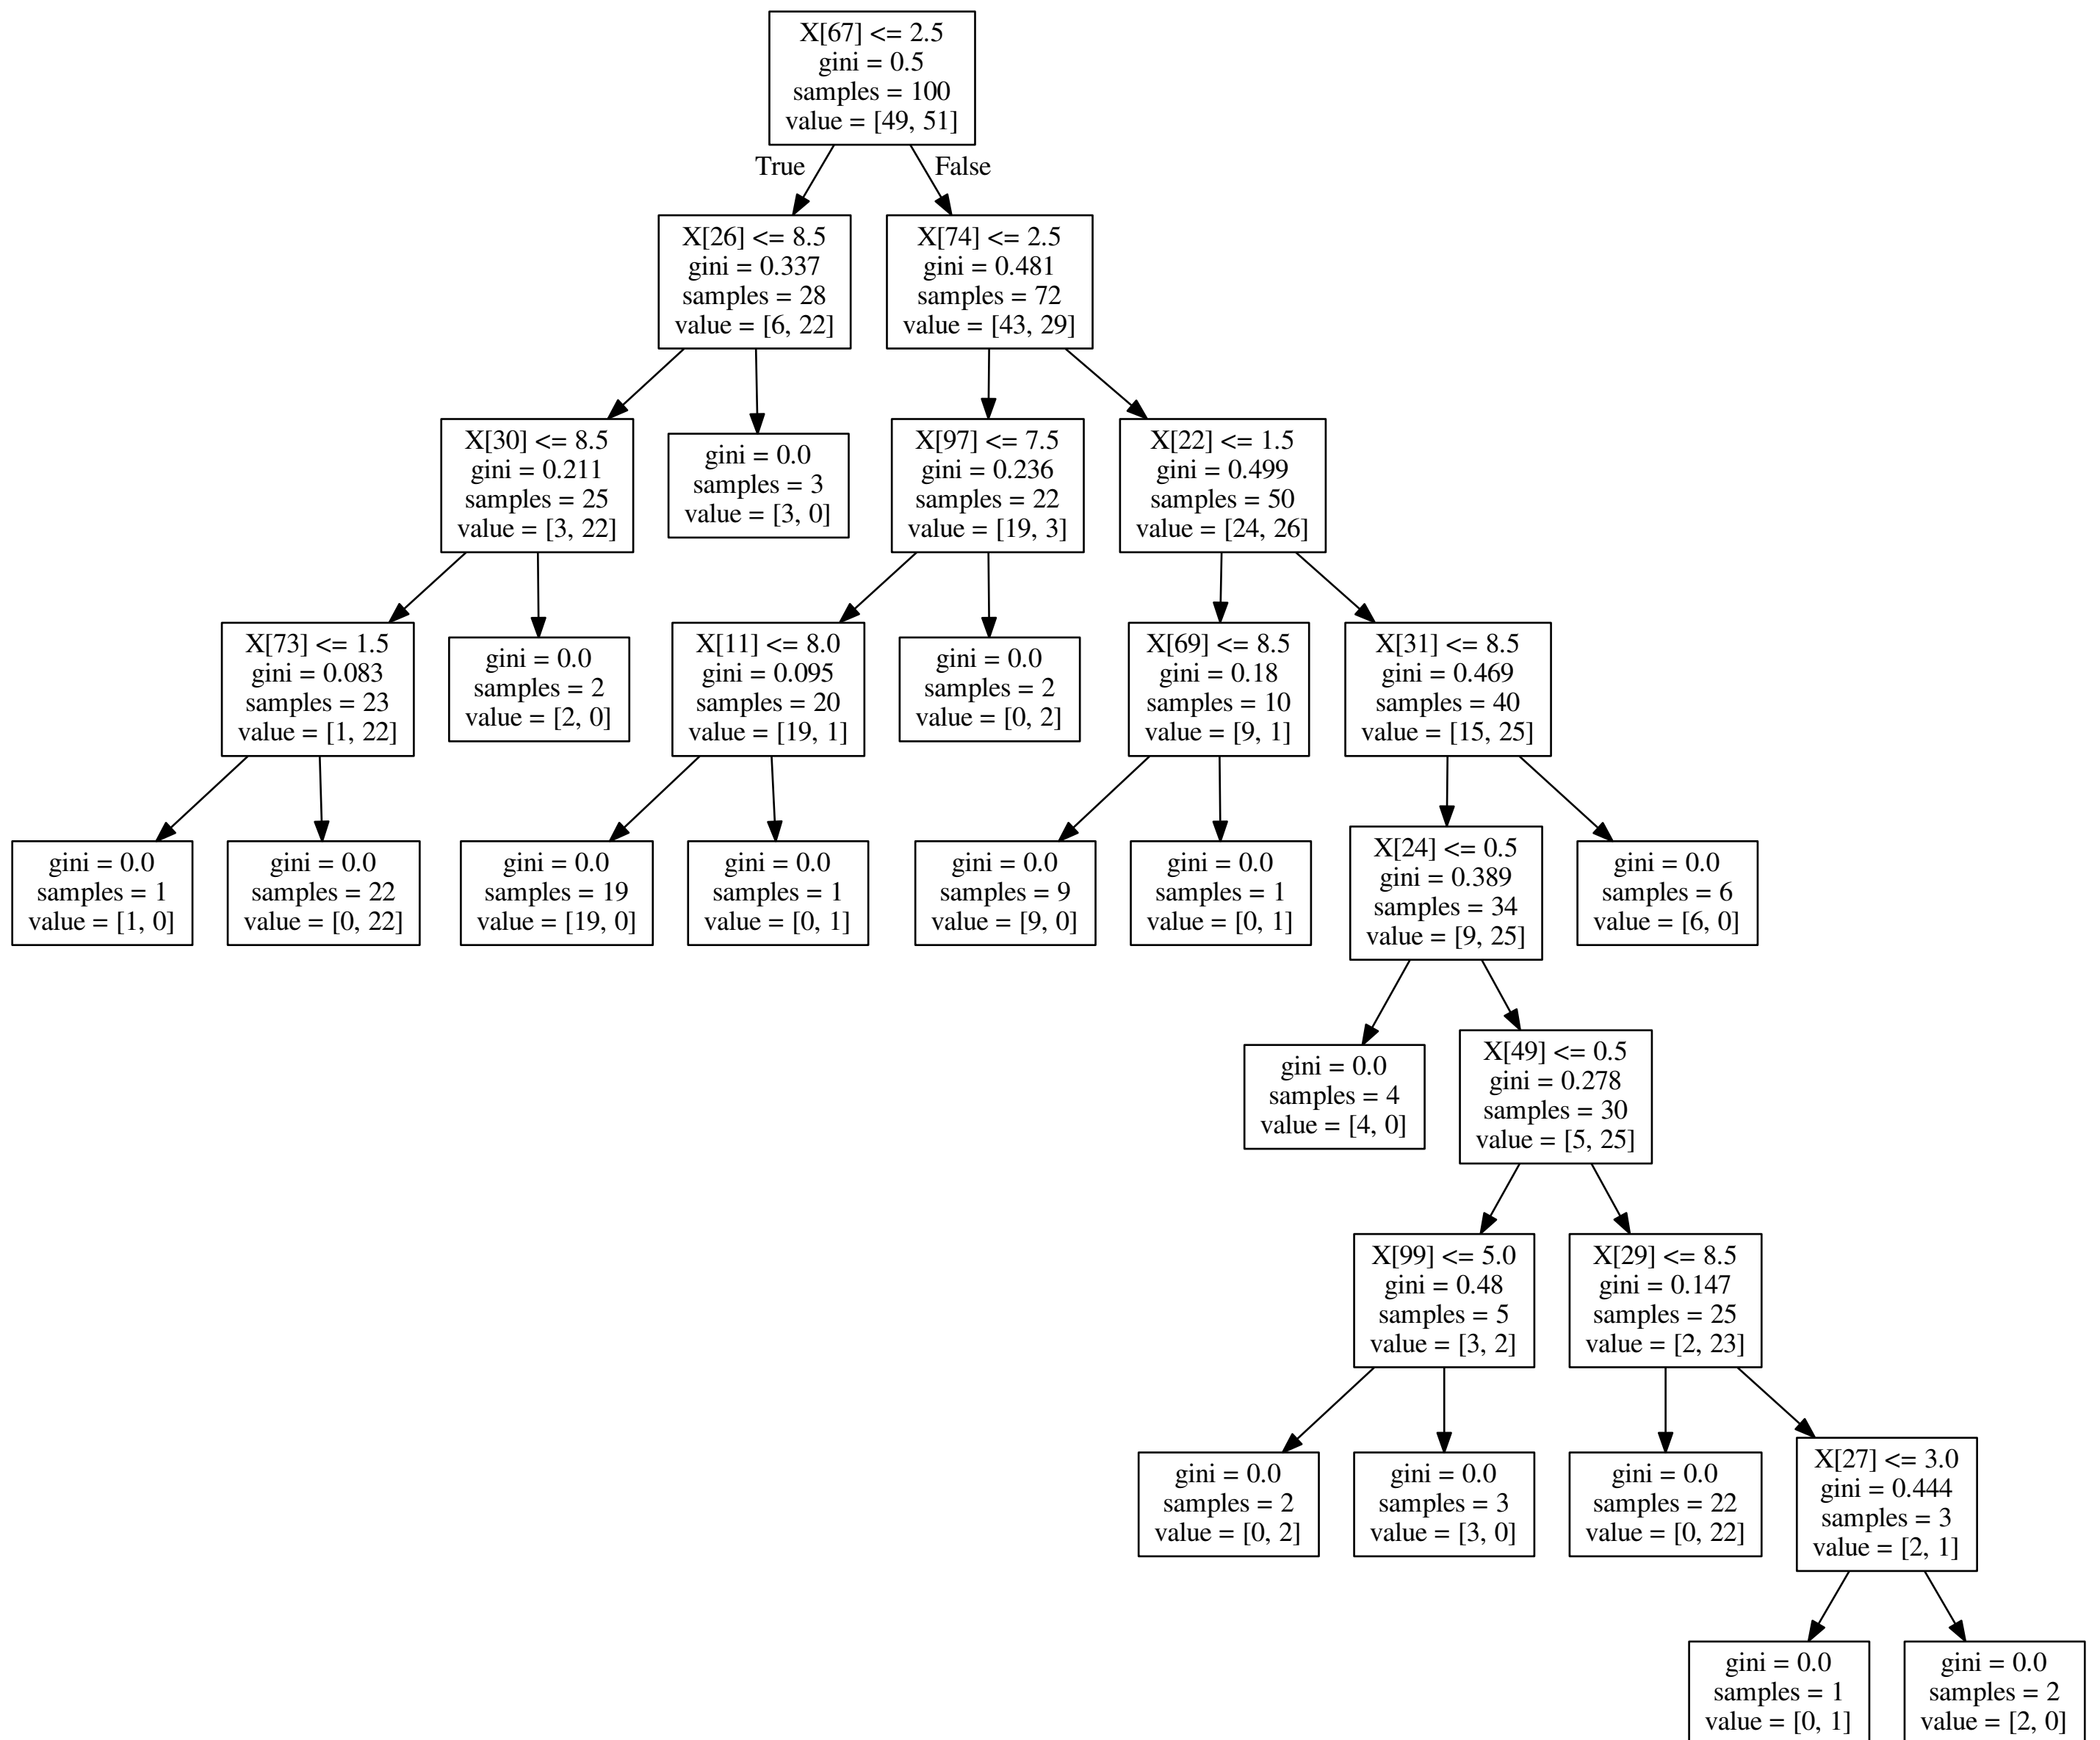 X[67] <= 2.5
gini = 0.5
samples = 100
value = [49, 51]
True
False
X[26] <= 8.5
gini = 0.337
samples = 28
value = [6, 22]
X[74] <= 2.5
gini = 0.481
samples = 72
value = [43, 29]
X[30] <= 8.5
gini = 0.211
samples = 25
value = [3, 22]
gini = 0.0
samples = 3
value = [3, 0]
X[97] <= 7.5
gini = 0.236
samples = 22
value = [19, 3]
X[22] <= 1.5
gini = 0.499
samples = 50
value = [24, 26]
X[73] <= 1.5
gini = 0.083
samples = 23
value = [1, 22]
gini = 0.0
samples = 2
value = [2, 0]
X[11] <= 8.0
gini = 0.095
samples = 20
value = [19, 1]
gini = 0.0
samples = 2
value = [0, 2]
X[69] <= 8.5
gini = 0.18
samples = 10
value = [9, 1]
X[31] <= 8.5
gini = 0.469
samples = 40
value = [15, 25]
gini = 0.0
samples = 1
value = [1, 0]
gini = 0.0
samples = 22
value = [0, 22]
gini = 0.0
samples = 19
value = [19, 0]
gini = 0.0
samples = 1
value = [0, 1]
gini = 0.0
samples = 9
value = [9, 0]
gini = 0.0
samples = 1
value = [0, 1]
X[24] <= 0.5
gini = 0.389
samples = 34
value = [9, 25]
gini = 0.0
samples = 6
value = [6, 0]
gini = 0.0
samples = 4
value = [4, 0]
X[49] <= 0.5
gini = 0.278
samples = 30
value = [5, 25]
X[99] <= 5.0
gini = 0.48
samples = 5
value = [3, 2]
X[29] <= 8.5
gini = 0.147
samples = 25
value = [2, 23]
gini = 0.0
samples = 2
value = [0, 2]
gini = 0.0
samples = 3
value = [3, 0]
gini = 0.0
samples = 22
value = [0, 22]
X[27] <= 3.0
gini = 0.444
samples = 3
value = [2, 1]
gini = 0.0
samples = 1
value = [0, 1]
gini = 0.0
samples = 2
value = [2, 0]